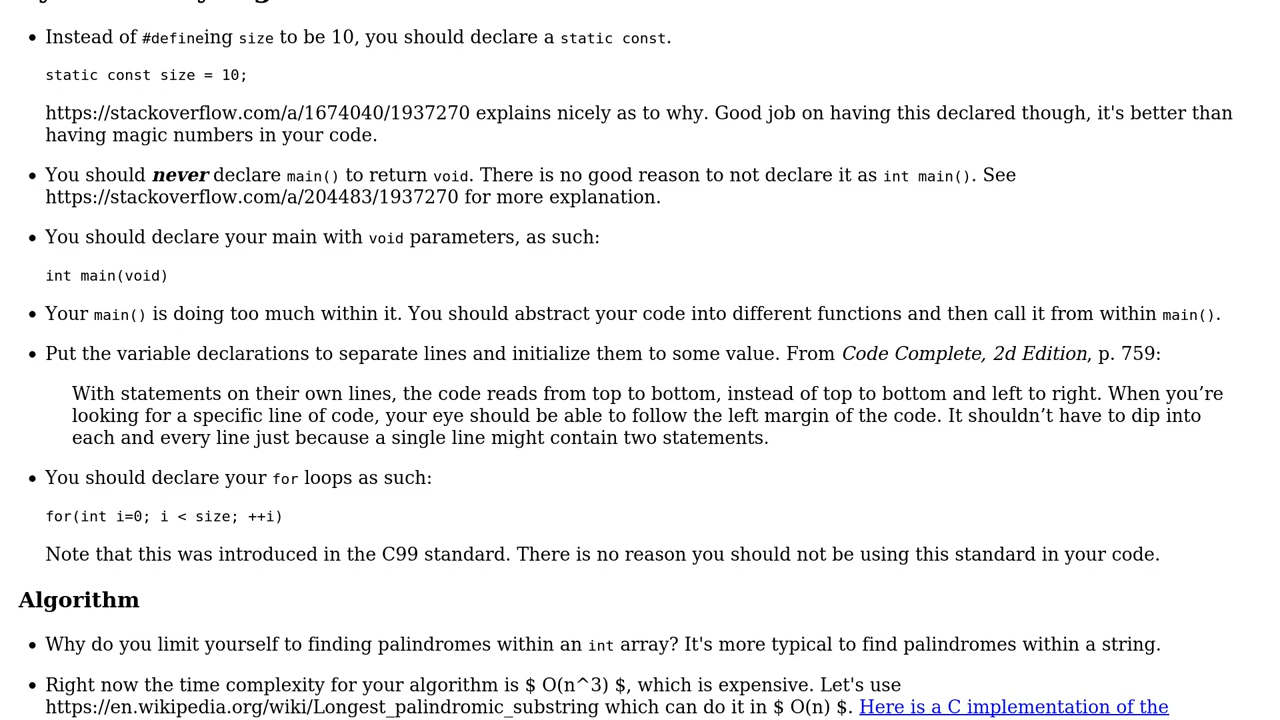 Instead of #defineing size to be 10, you should declare a static const.
static const size = 10;
https://stackoverflow.com/a/1674040/1937270 explains nicely as to why. Good job on having this declared though, it's better than
having magic numbers in your code.
You should never declare main() to return void. There is no good reason to not declare it as int main(). See
https://stackoverflow.com/a/204483/1937270 for more explanation.
You should declare your main with void parameters, as such:
int main(void)
Your main() is doing too much within it. You should abstract your code into different functions and then call it from within main().
Put the variable declarations to separate lines and initialize them to some value. From Code Complete, 2d Edition, p. 759:
With statements on their own lines, the code reads from top to bottom, instead of top to bottom and left to right. When you’re
looking for a specific line of code, your eye should be able to follow the left margin of the code. It shouldn’t have to dip into
each and every line just because a single line might contain two statements.
You should declare your for loops as such:
for(int i=0; i < size; ++i)
Note that this was introduced in the C99 standard. There is no reason you should not be using this standard in your code.
Algorithm
Why do you limit yourself to finding palindromes within an int array? It's more typical to find palindromes within a string.
Right now the time complexity for your algorithm is $ O(n^3) $, which is expensive. Let's use
https://en.wikipedia.org/wiki/Longest_palindromic_substring which can do it in $ O(n) $. Here is a C implementation of the